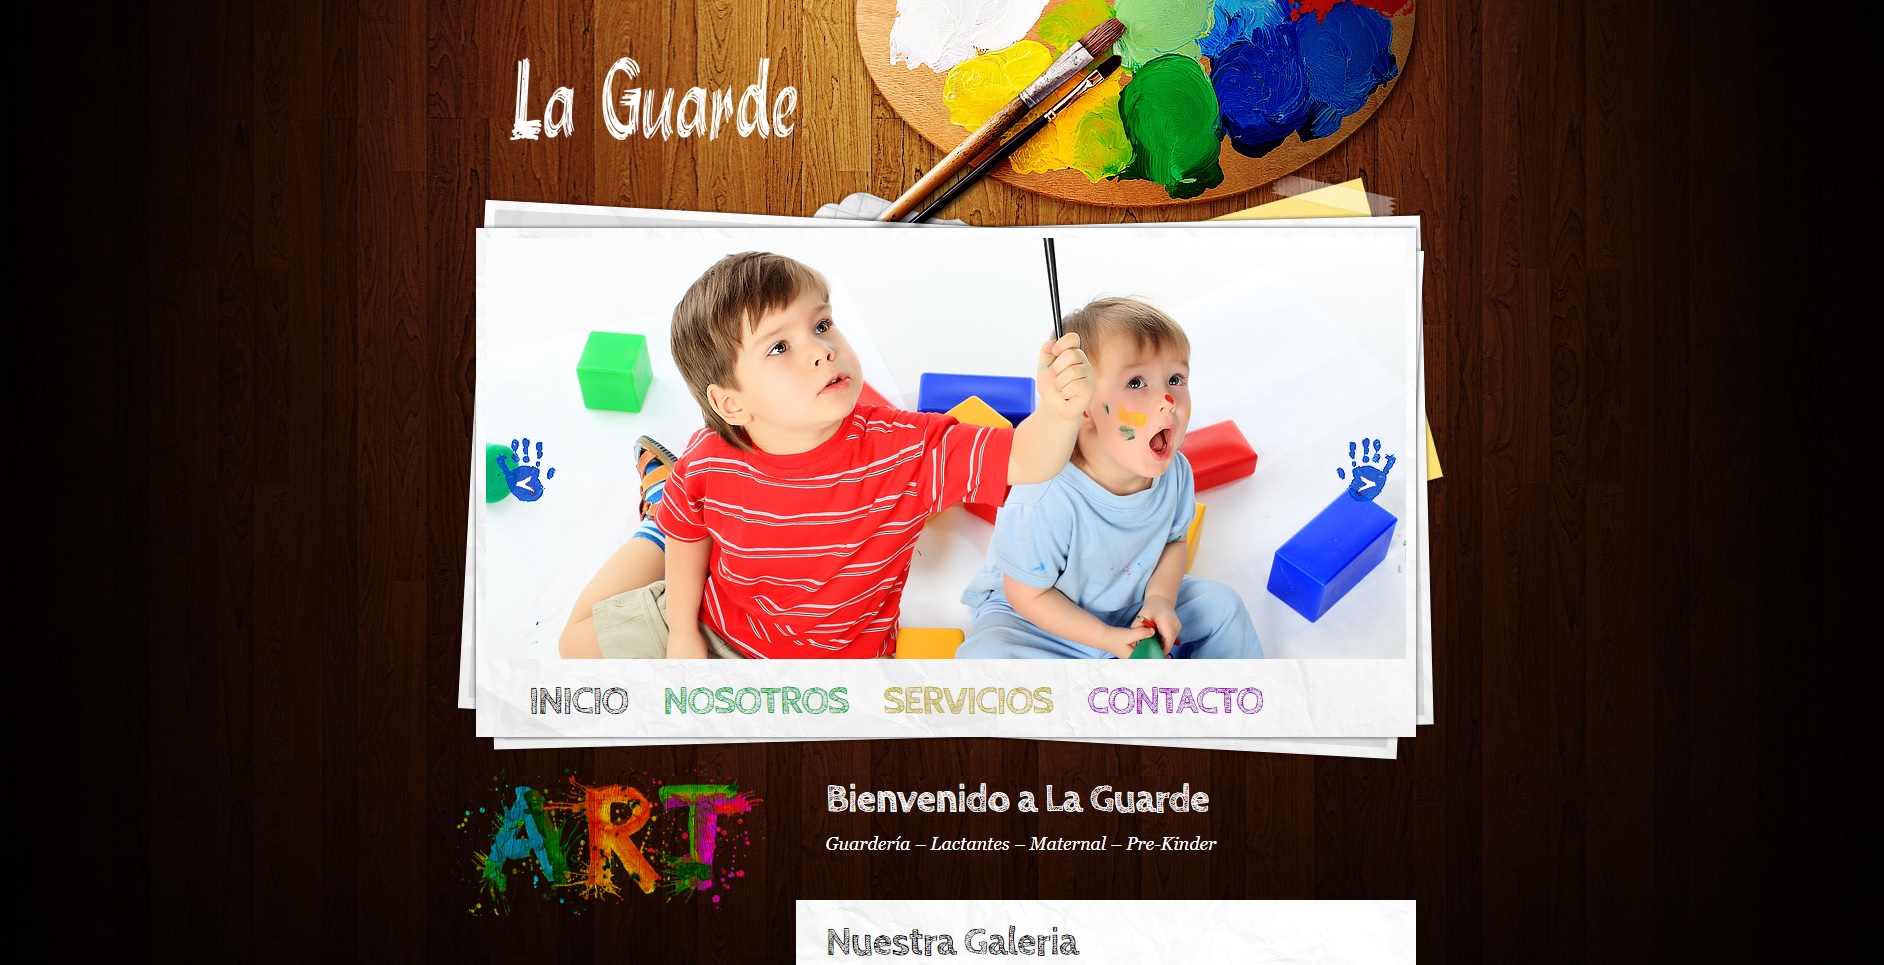 La Guarde
<
>
INICIO NOSOTROS SERVICIOS CONTACTO
ART
Bienvenido a La Guarde
Guardería – Lactantes – Maternal – Pre-Kinder
Nuestra Galeria